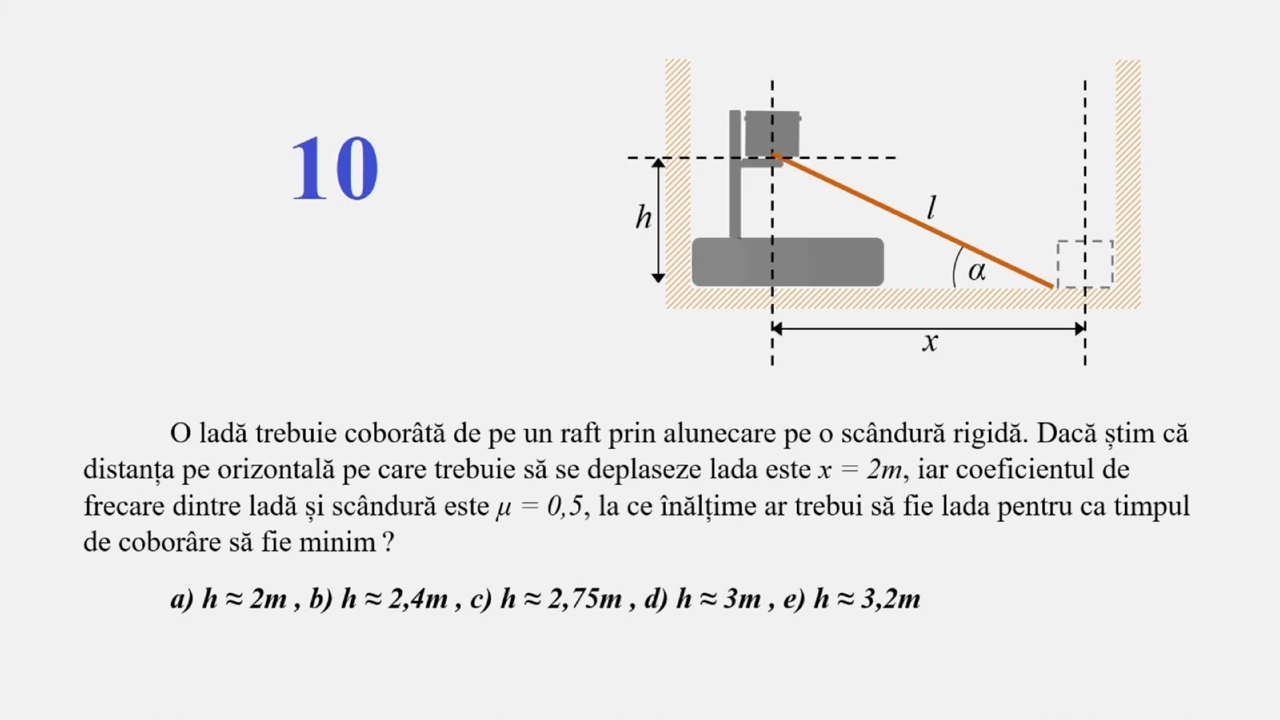 10
h
l
α
x
O ladă trebuie coborâtă de pe un raft prin alunecare pe o scândură rigidă. Dacă știm că
distanța pe orizontală pe care trebuie să se deplaseze lada este x = 2m, iar coeficientul de
frecare dintre ladă și scândură este μ = 0,5, la ce înălțime ar trebui să fie lada pentru ca timpul
de coborâre să fie minim ?
a) h ≈ 2m , b) h ≈ 2,4m , c) h ≈ 2,75m , d) h ≈ 3m , e) h ≈ 3,2m